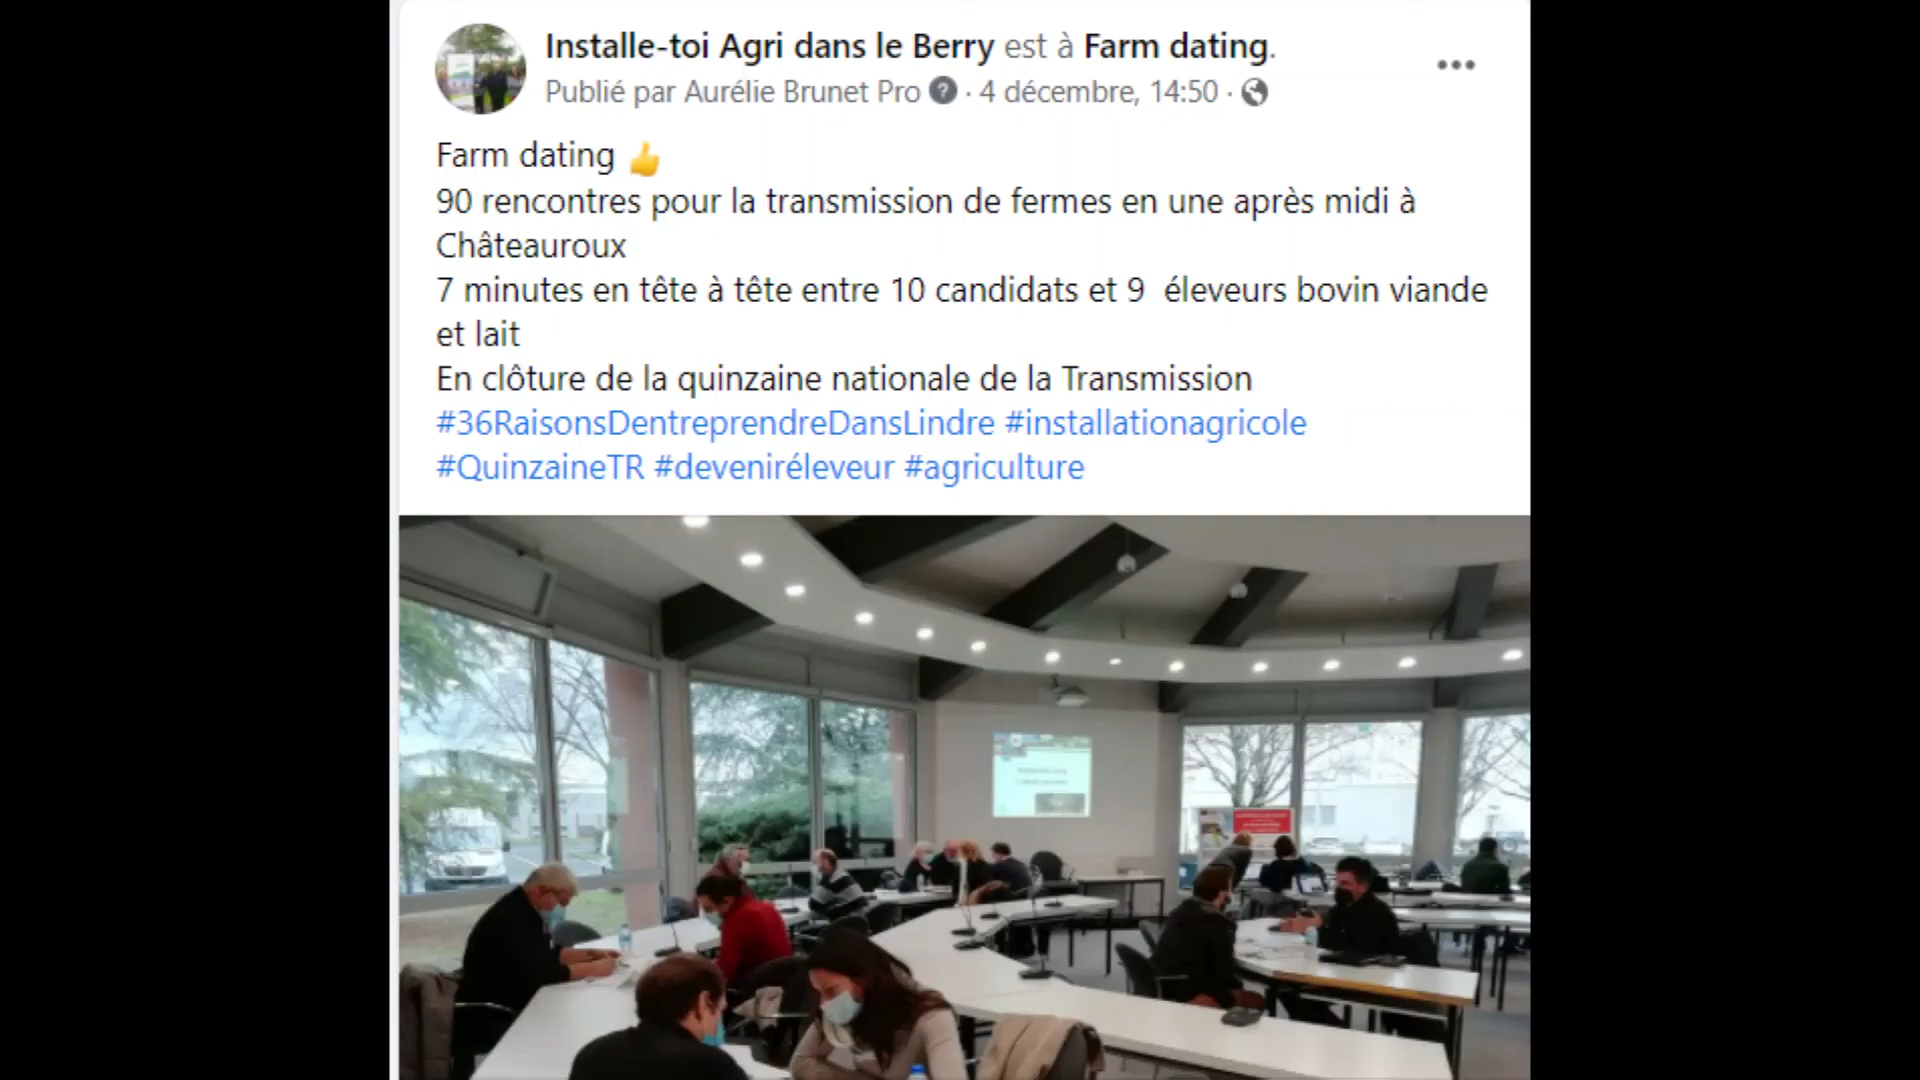 Installe-toi Agri dans le Berry est à Farm dating.
Publié par Aurélie Brunet Pro · 4 décembre, 14:50 ·
Farm dating 👍
90 rencontres pour la transmission de fermes en une après midi à
Châteauroux
7 minutes en tête à tête entre 10 candidats et 9  éleveurs bovin viande
et lait
En clôture de la quinzaine nationale de la Transmission
#36RaisonsDentreprendreDansLindre #installationagricole
#QuinzaineTR #deveniréleveur #agriculture